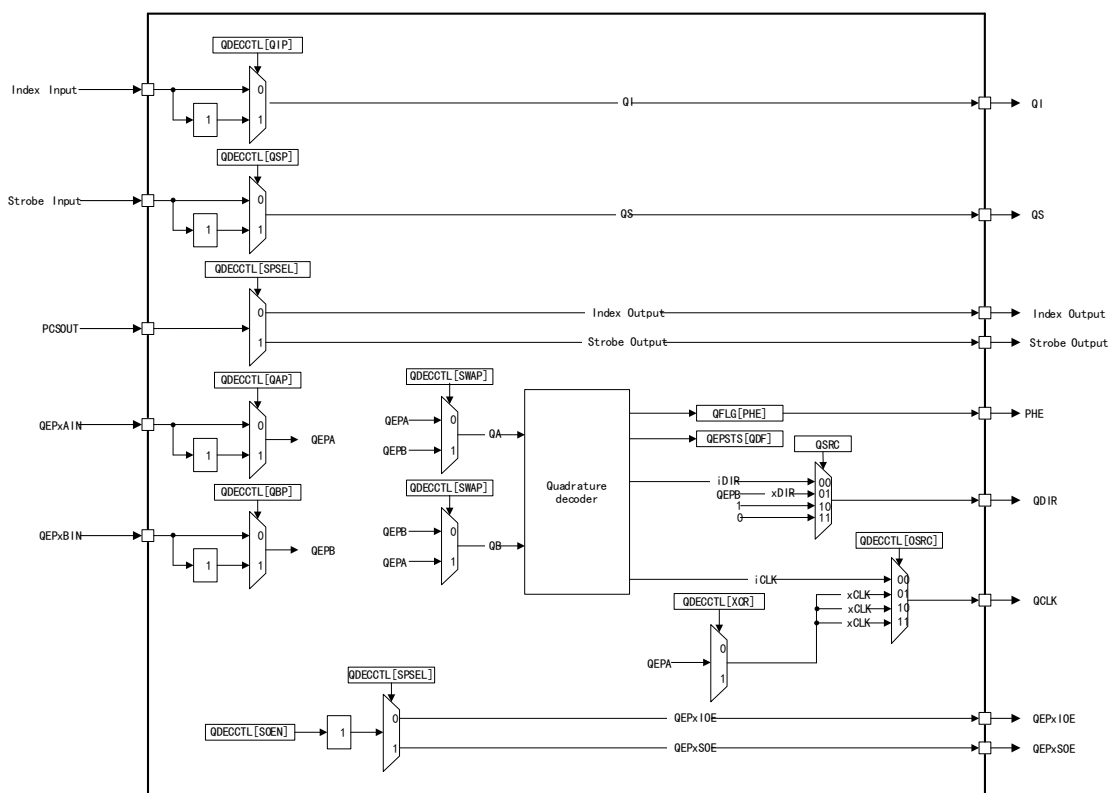 QDECCTL[QIP]
Index Input
0
1
1
QI
QI
QDECCTL[QSP]
Strobe Input
0
1
1
QS
QS
QDECCTL[SPSEL]
PCSOUT
0
1
Index Output
Index Output
Strobe Output
Strobe Output
QDECCTL[QAP]
QEPxAIN
0
1
1
QEPA
QDECCTL[SWAP]
QEPA
QEPB
0
1
QA
QDECCTL[QBP]
QEPxBIN
0
1
1
QEPB
QDECCTL[SWAP]
QEPB
QEPA
0
1
QB
Quadrature
decoder
QFLG[PHE]
PHE
QEPSTS[QDF]
QSRC
iDIR
00
QEPB
xDIR
01
1
10
0
11
QDIR
QDECCTL[OSRC]
iCLK
00
xCLK
01
xCLK
10
xCLK
11
QCLK
QDECCTL[XCR]
QEPA
0
1
QDECCTL[SPSEL]
QDECCTL[SOEN]
1
0
1
QEPxIOE
QEPxIOE
QEPxSOE
QEPxSOE